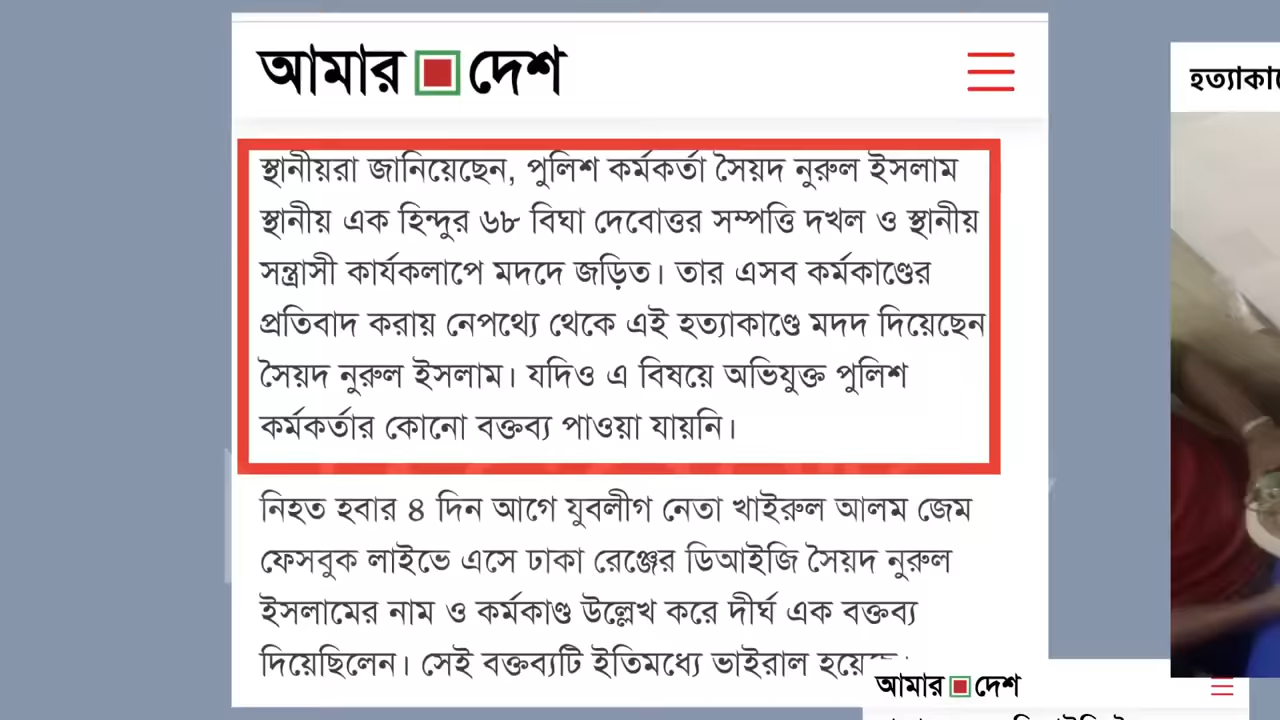 আমার দেশ
স্থানীয়রা জানিয়েছেন, পুলিশ কর্মকর্তা সৈয়দ নুরুল ইসলাম
স্থানীয় এক হিন্দুর ৬৮ বিঘা দেবোত্তর সম্পত্তি দখল ও স্থানীয়
সন্ত্রাসী কার্যকলাপে মদদে জড়িত। তার এসব কর্মকাণ্ডের
প্রতিবাদ করায় নেপথ্যে থেকে এই হত্যাকাণ্ডে মদদ দিয়েছেন
সৈয়দ নুরুল ইসলাম। যদিও এ বিষয়ে অভিযুক্ত পুলিশ
কর্মকর্তার কোনো বক্তব্য পাওয়া যায়নি।
নিহত হবার ৪ দিন আগে যুবলীগ নেতা খাইরুল আলম জেম
ফেসবুক লাইভে এসে ঢাকা রেঞ্জের ডিআইজি সৈয়দ নুরুল
ইসলামের নাম ও কর্মকাণ্ড উল্লেখ করে দীর্ঘ এক বক্তব্য
দিয়েছিলেন। সেই বক্তব্যটি ইতিমধ্যে ভাইরাল
আমার দেশ